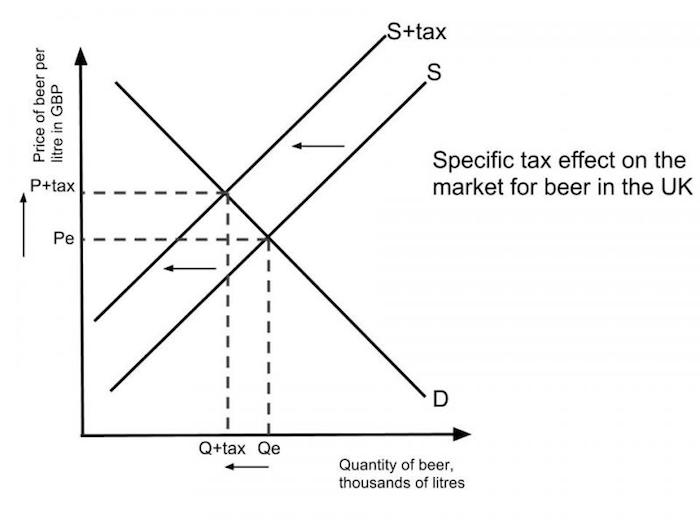 S+tax
S
Price of beer per
litre in GBP
Specific tax effect on the
market for beer in the UK
P+tax
Pe
D
Q+tax Qe
Quantity of beer,
thousands of litres